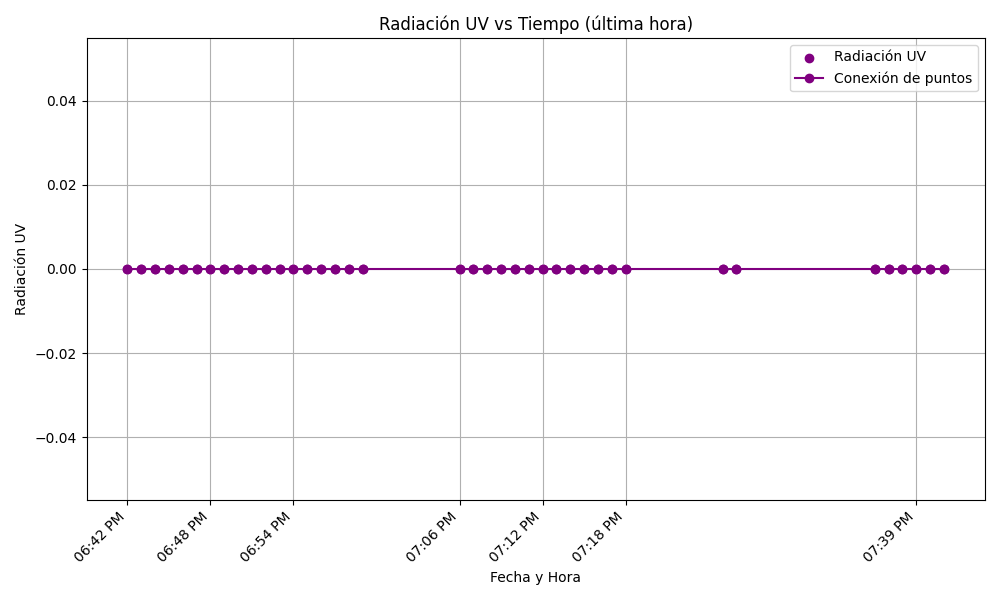 Radiación UV vs Tiempo (última hora)
Radiación UV
Conexión de puntos
0.04
0.02
0.00
−0.02
−0.04
Radiación UV
06:42 PM
06:48 PM
06:54 PM
07:06 PM
07:12 PM
07:18 PM
07:39 PM
Fecha y Hora